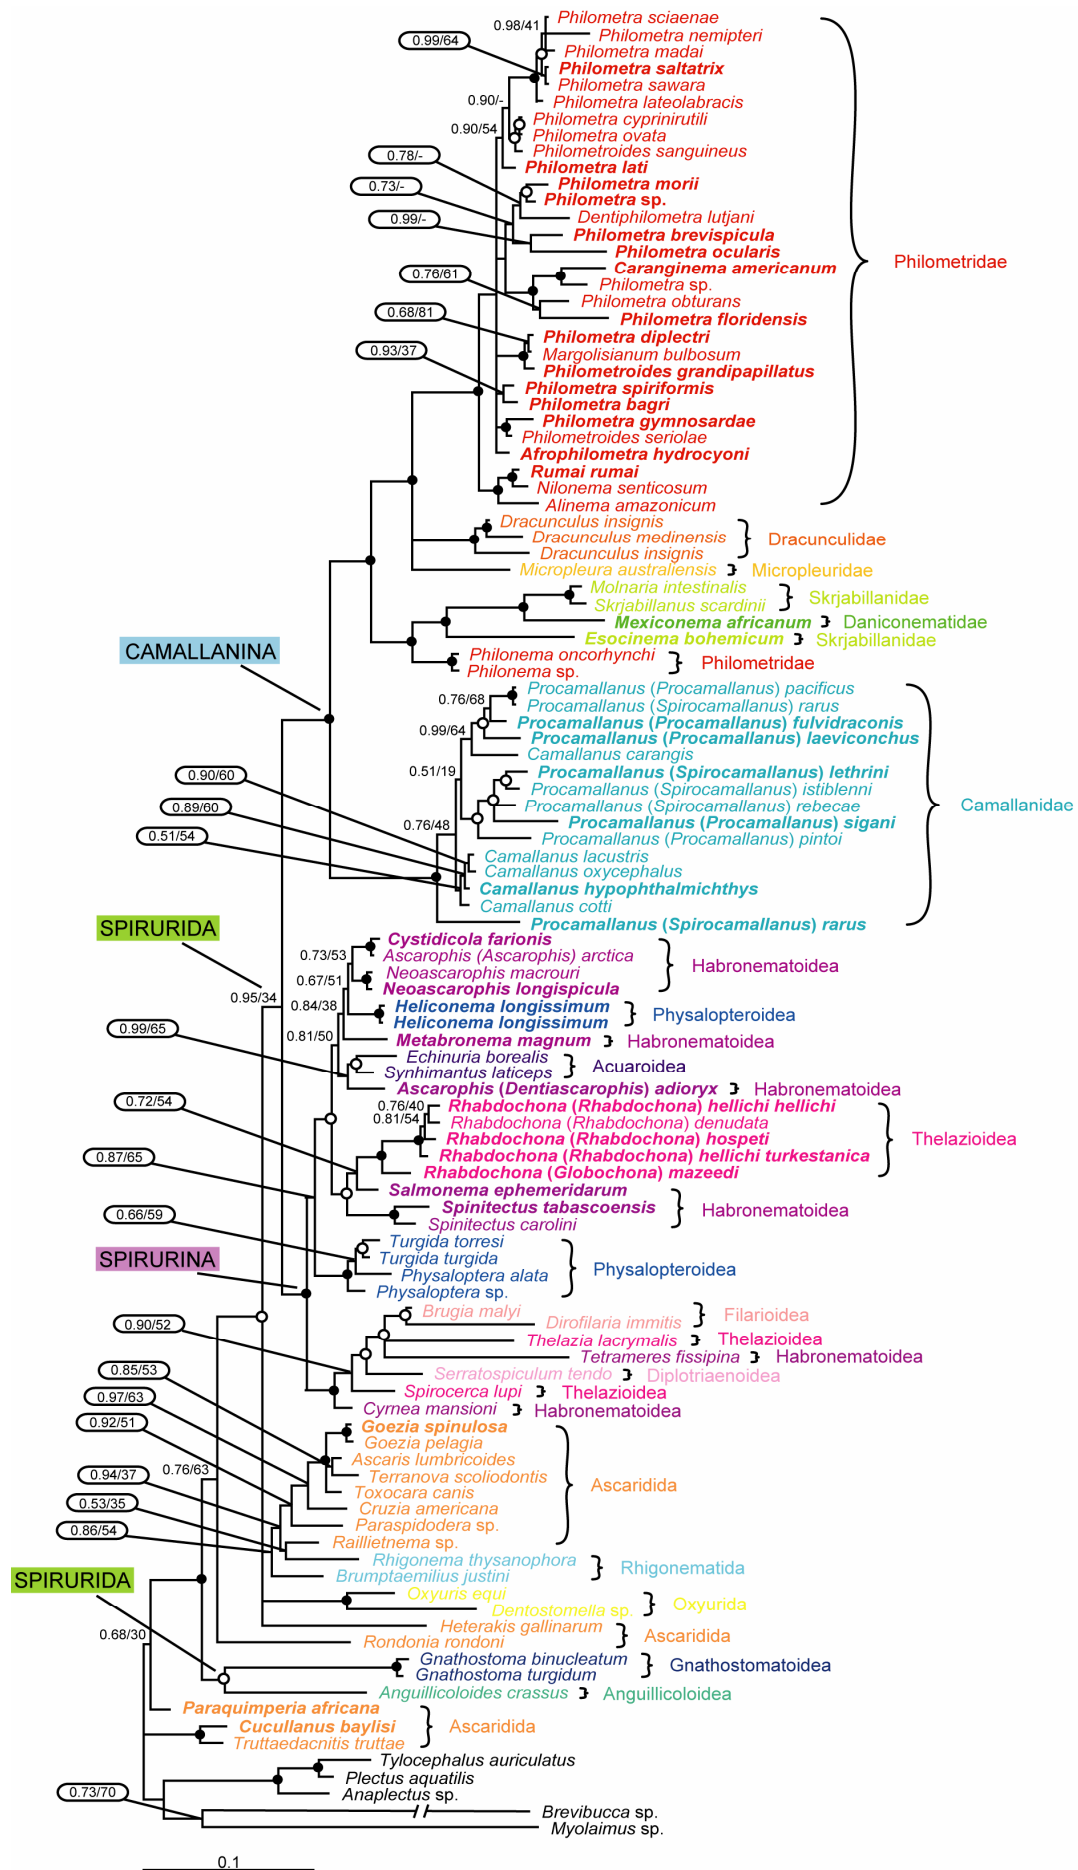 0.98/41
Philometra sciaenae
Philometra nemipteri
0.99/64
Philometra madai
Philometra saltatrix
Philometra sawara
0.90/-
Philometra lateolabracis
Philometra cyprinirutili
0.90/54
Philometra ovata
Philometroides sanguineus
0.78/-
Philometra lati
0.73/-
Philometra morii
Philometra sp.
0.99/-
Dentiphilometra lutjani
Philometra brevispicula
Philometra ocularis
Philometridae
0.76/61
Caranginema americanum
Philometra sp.
Philometra obturans
0.68/81
Philometra floridensis
Philometra diplectri
0.93/37
Margolisianum bulbosum
Philometroides grandipapillatus
Philometra spiriformis
Philometra bagri
Philometra gymnosardae
Philometroides seriolae
Afrophilometra hydrocyoni
Rumai rumai
Nilonema senticosum
Alinema amazonicum
Dracunculus insignis
Dracunculus medinensis
Dracunculidae
Dracunculus insignis
Micropleura australiensis
Micropleuridae
Molnaria intestinalis
Skrjabillanus scardinii
Skrjabillanidae
Mexiconema africanum
Daniconematidae
Esocinema bohemicum
Skrjabillanidae
CAMALLANINA
Philonema oncorhynchi
Philonema sp.
Philometridae
0.76/68
Procamallanus (Procamallanus) pacificus
Procamallanus (Spirocamallanus) rarus
Procamallanus (Procamallanus) fulvidraconis
0.99/64
Procamallanus (Procamallanus) laeviconchus
Camallanus carangis
0.90/60
0.51/19
Procamallanus (Spirocamallanus) lethrini
Procamallanus (Spirocamallanus) istiblenni
0.89/60
Procamallanus (Spirocamallanus) rebecae
Camallanidae
0.76/48
Procamallanus (Procamallanus) sigani
0.51/54
Procamallanus (Procamallanus) pintoi
Camallanus lacustris
Camallanus oxycephalus
Camallanus hypophthalmichthys
Camallanus cotti
SPIRURIDA
Procamallanus (Spirocamallanus) rarus
Cystidicola farionis
0.73/53
Ascarophis (Ascarophis) arctica
Habronematoidea
0.67/51
Neoascarophis macrouri
Neoascarophis longispicula
0.95/34
0.84/38
Heliconema longissimum
Heliconema longissimum
Physalopteroidea
0.99/65
0.81/50
Metabronema magnum
Habronematoidea
Echinuria borealis
Synhimantus laticeps
Acuaroidea
Ascarophis (Dentiascarophis) adioryx
Habronematoidea
0.72/54
0.76/40
Rhabdochona (Rhabdochona) hellichi hellichi
0.81/54
Rhabdochona (Rhabdochona) denudata
Rhabdochona (Rhabdochona) hospeti
Thelazioidea
0.87/65
Rhabdochona (Rhabdochona) hellichi turkestanica
Rhabdochona (Globochona) mazeedi
Salmonema ephemeridarum
0.66/59
Spinitectus tabascoensis
Habronematoidea
Spinitectus carolini
Turgida torresi
SPIRURINA
Turgida turgida
Physalopteroidea
Physaloptera alata
Physaloptera sp.
Brugia malyi
Dirofilaria immitis
Filarioidea
0.90/52
Thelazia lacrymalis
Thelazioidea
Tetrameres fissipina
Habronematoidea
0.85/53
Serratospiculum tendo
Diplotriaenoidea
0.97/63
Spirocerca lupi
Thelazioidea
Cyrnea mansioni
Habronematoidea
0.92/51
Goezia spinulosa
Goezia pelagia
Ascaris lumbricoides
0.94/37
0.76/63
Terranova scoliodontis
Toxocara canis
Ascaridida
0.53/35
Cruzia americana
0.86/54
Paraspidodera sp.
Raillietnema sp.
Rhigonema thysanophora
Rhigonematida
SPIRURIDA
Brumptaemilius justini
Oxyuris equi
Dentostomella sp.
Oxyurida
0.68/30
Heterakis gallinarum
Rondonia rondoni
Ascaridida
Gnathostoma binucleatum
Gnathostoma turgidum
Gnathostomatoidea
Anguillicoloides crassus
Anguillicoloidea
Paraquimperia africana
Cucullanus baylisi
Ascaridida
Truttaedacnitis truttae
Tylocephalus auriculatus
Plectus aquatilis
0.73/70
Anaplectus sp.
Brevibucca sp.
Myolaimus sp.
0.1